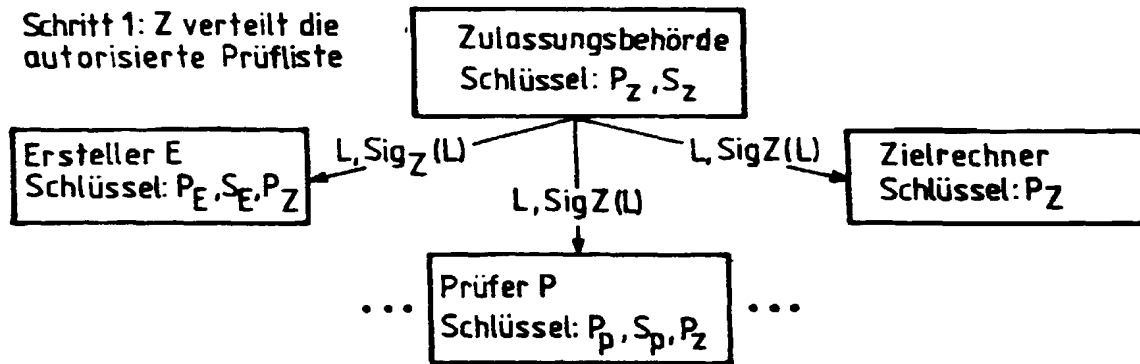 Schritt 1: Z verteilt die
autorisierte Prüfliste
Zulassungsbehörde
Schlüssel: P_Z, S_Z
Ersteller E
Schlüssel: P_E, S_E, P_Z
L, Sig_Z(L)
L, SigZ(L)
L, SigZ(L)
Zielrechner
Schlüssel: P_Z
... Prüfer P ...
Schlüssel: P_p, S_p, P_z